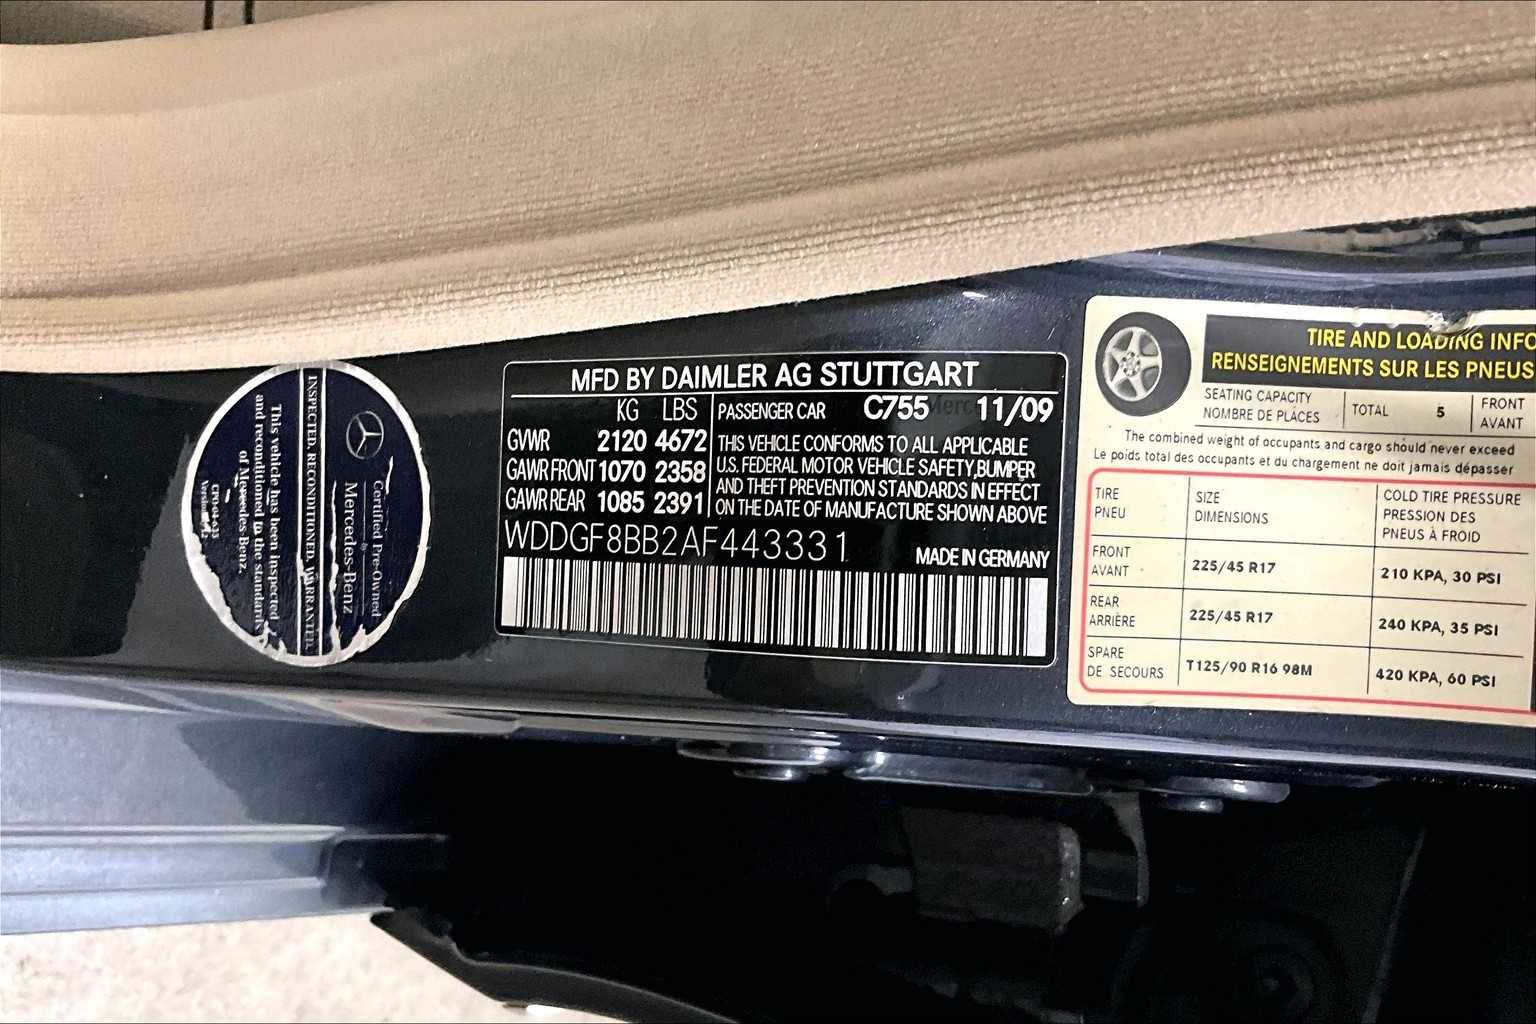 Certified Pre-Owned
by
Mercedes-Benz
INSPECTED. RECONDITIONED. WARRANTED.
This vehicle has been inspected
and reconditioned to the standards
of Mercedes-Benz.
MFD BY DAIMLER AG STUTTGART
KG LBS
GVWR 2120 4672
GAWR FRONT 1070 2358
GAWR REAR 1085 2391
PASSENGER CAR C755 11/09
THIS VEHICLE CONFORMS TO ALL APPLICABLE
U.S. FEDERAL MOTOR VEHICLE SAFETY,BUMPER
AND THEFT PREVENTION STANDARDS IN EFFECT
ON THE DATE OF MANUFACTURE SHOWN ABOVE
WDDGF8BB2AF443331
MADE IN GERMANY
TIRE AND LOADING INFO
RENSEIGNEMENTS SUR LES PNEUS
SEATING CAPACITY
NOMBRE DE PLACES
TOTAL 5
FRONT
AVANT
The combined weight of occupants and cargo should never exceed
Le poids total des occupants et du chargement ne doit jamais dépasser
TIRE
PNEU
SIZE
DIMENSIONS
COLD TIRE PRESSURE
PRESSION DES
PNEUS À FROID
FRONT
AVANT
225/45 R17
210 KPA, 30 PSI
REAR
ARRIÈRE
225/45 R17
240 KPA, 35 PSI
SPARE
DE SECOURS
T125/90 R16 98M
420 KPA, 60 PSI